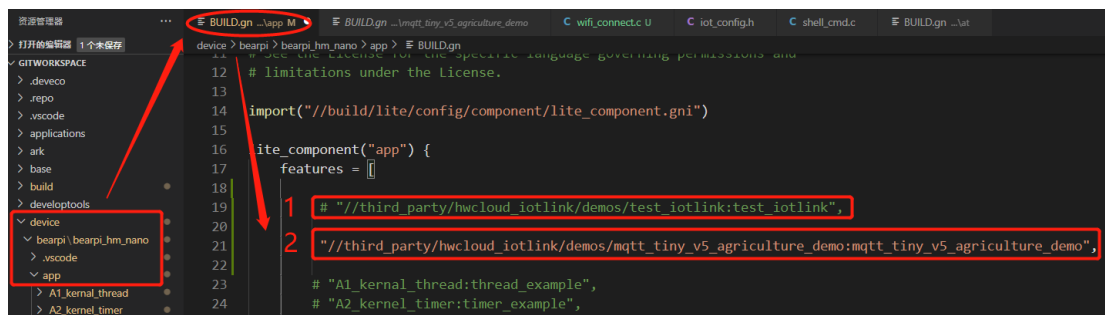 资源管理器 ···
打开的编辑器 1个未保存
GITWORKSPACE
.deveco
.repo
.vscode
applications
ark
base
build
developtools
device
bearpi\bearpi_hm_nano
.vscode
app
A1_kernal_thread
A2_kernel_timer
BUILD.gn ...\app M
BUILD.gn ...\mqtt_tiny_v5_agriculture_demo
C wifi_connect.c U
C iot_config.h
C shell_cmd.c
BUILD.gn ...\at
device > bearpi > bearpi_hm_nano > app > BUILD.gn
11 # See the License for the specific language governing permissions and
12 # limitations under the License.
13
14 import("//build/lite/config/component/lite_component.gni")
15
16 lite_component("app") {
17 features = [
18
19 1 # "//third_party/hwcloud_iotlink/demos/test_iotlink:test_iotlink",
20
21 2 "//third_party/hwcloud_iotlink/demos/mqtt_tiny_v5_agriculture_demo:mqtt_tiny_v5_agriculture_demo",
22
23 # "A1_kernal_thread:thread_example",
24 # "A2_kernel_timer:timer_example",